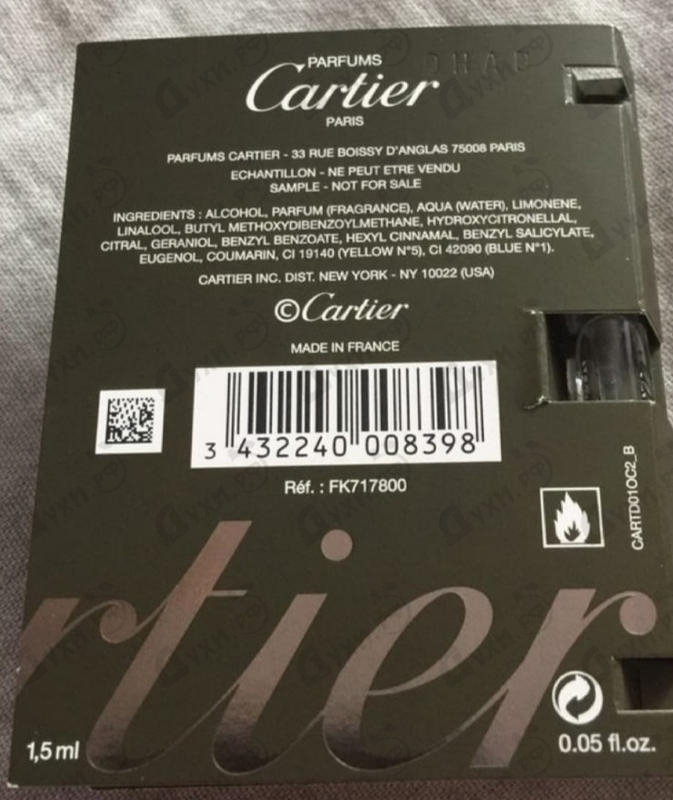 PARFUMS
Cartier
PARIS
PARFUMS CARTIER - 33 RUE BOISSY D'ANGLAS 75008 PARIS
ECHANTILLON - NE PEUT ETRE VENDU
SAMPLE - NOT FOR SALE
INGREDIENTS : ALCOHOL, PARFUM (FRAGRANCE), AQUA (WATER), LIMONENE,
LINALOOL, BUTYL METHOXYDIBENZOYLMETHANE, HYDROXYCITRONELLAL,
CITRAL, GERANIOL, BENZYL BENZOATE, HEXYL CINNAMAL, BENZYL SALICYLATE,
EUGENOL, COUMARIN, CI 19140 (YELLOW N°5), CI 42090 (BLUE N°1).
CARTIER INC. DIST. NEW YORK - NY 10022 (USA)
©Cartier
MADE IN FRANCE
3 432240 008398
Réf. : FK717800
CARTD01OC2_B
rtier
1,5 ml
0.05 fl.oz.
Духи.рф